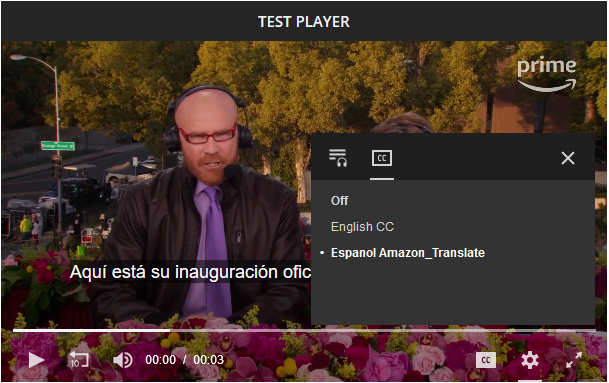 TEST PLAYER
prime
CC
Off
English CC
Espanol Amazon_Translate
Aquí está su inauguración ofic
10
00:00 / 00:03
CC